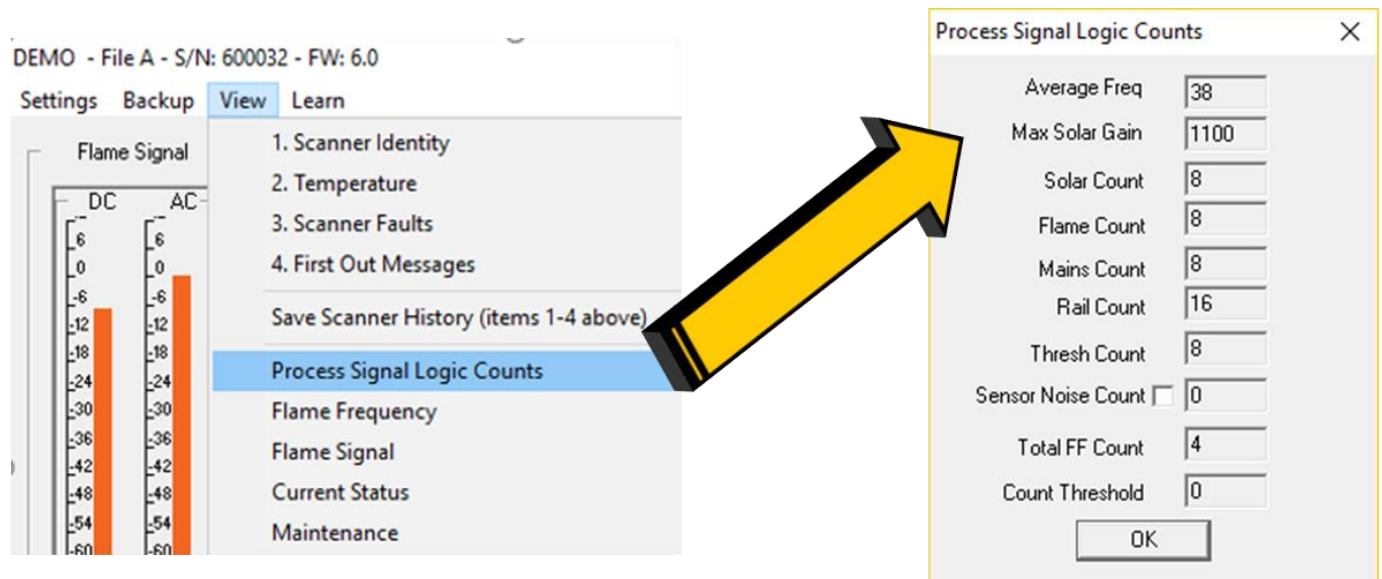 DEMO - File A - S/N: 600032 - FW: 6.0
Settings Backup View Learn
Flame Signal
DC AC
6 6
0 0
-6 -6
-12 -12
-18 -18
-24 -24
-30 -30
-36 -36
-42 -42
-48 -48
-54 -54
-60 -60
1. Scanner Identity
2. Temperature
3. Scanner Faults
4. First Out Messages
Save Scanner History (items 1-4 above)
Process Signal Logic Counts
Flame Frequency
Flame Signal
Current Status
Maintenance
Process Signal Logic Counts
Average Freq 38
Max Solar Gain 1100
Solar Count 8
Flame Count 8
Mains Count 8
Rail Count 16
Thresh Count 8
Sensor Noise Count 0
Total FF Count 4
Count Threshold 0
OK